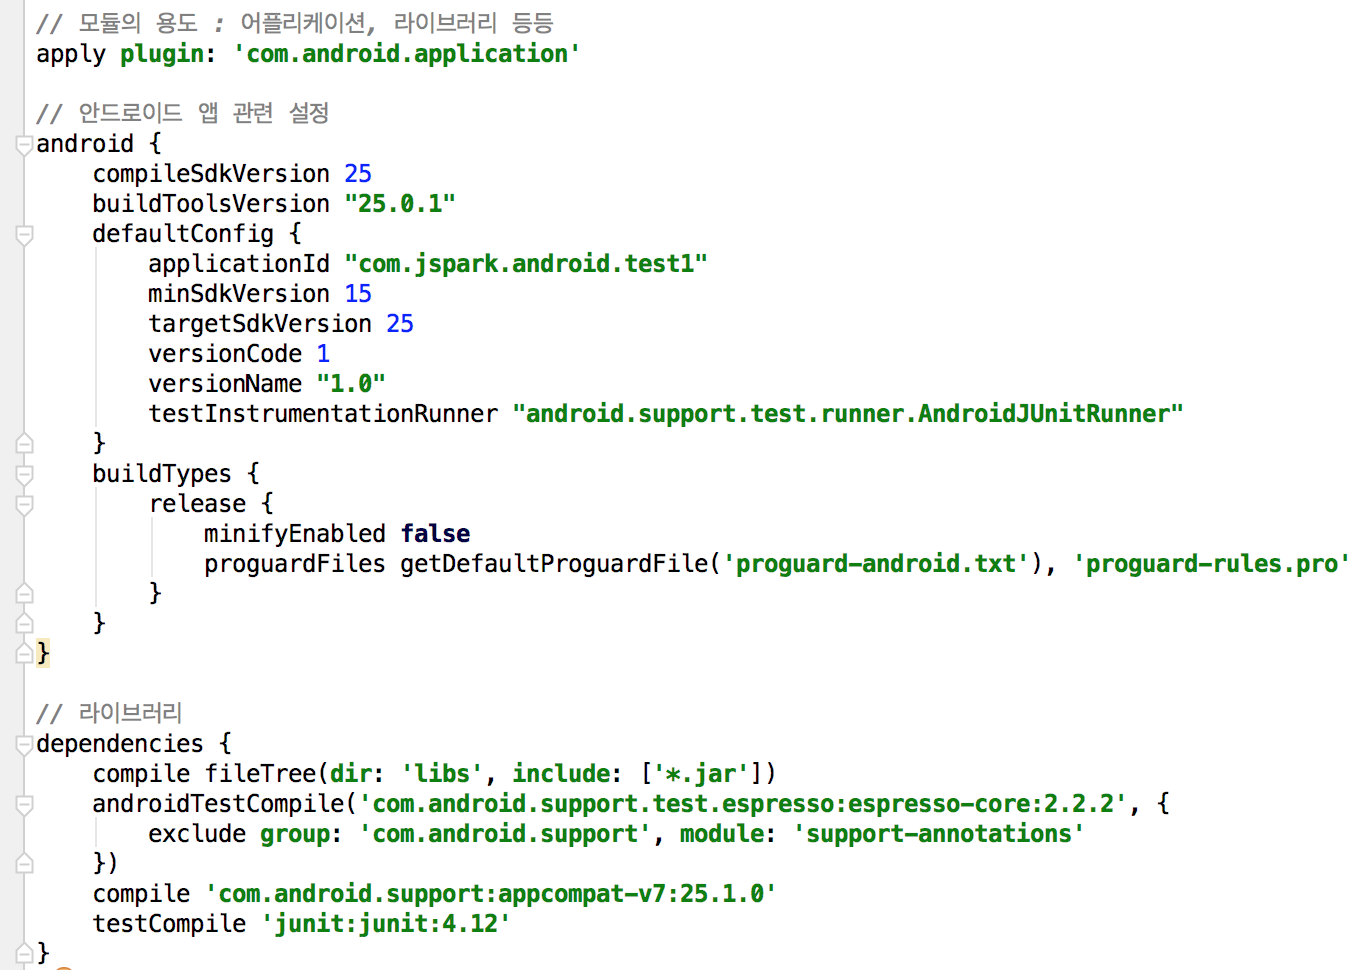 // 모듈의 용도 : 어플리케이션, 라이브러리 등등
apply plugin: 'com.android.application'
// 안드로이드 앱 관련 설정
android {
    compileSdkVersion 25
    buildToolsVersion "25.0.1"
    defaultConfig {
        applicationId "com.jspark.android.test1"
        minSdkVersion 15
        targetSdkVersion 25
        versionCode 1
        versionName "1.0"
        testInstrumentationRunner "android.support.test.runner.AndroidJUnitRunner"
    }
    buildTypes {
        release {
            minifyEnabled false
            proguardFiles getDefaultProguardFile('proguard-android.txt'), 'proguard-rules.pro'
        }
    }
}
// 라이브러리
dependencies {
    compile fileTree(dir: 'libs', include: ['*.jar'])
    androidTestCompile('com.android.support.test.espresso:espresso-core:2.2.2', {
        exclude group: 'com.android.support', module: 'support-annotations'
    })
    compile 'com.android.support:appcompat-v7:25.1.0'
    testCompile 'junit:junit:4.12'
}